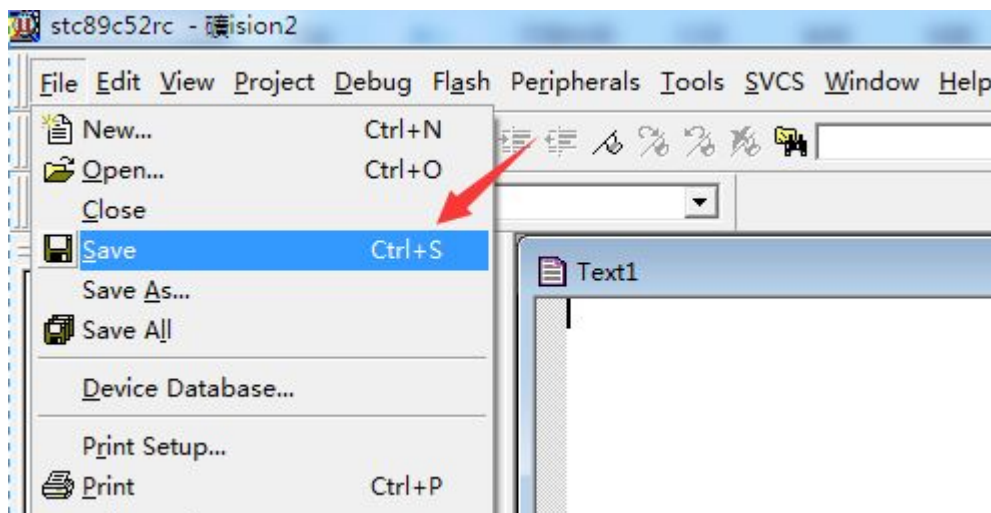 stc89c52rc - 礦ision2
File Edit View Project Debug Flash Peripherals Tools SVCS Window Help
New... Ctrl+N
Open... Ctrl+O
Close
Save Ctrl+S
Save As...
Save All
Device Database...
Print Setup...
Print Ctrl+P
Text1